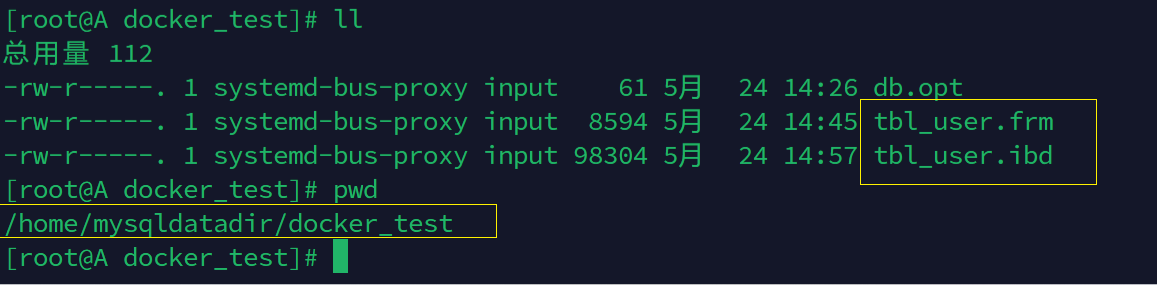 [root@A docker_test]# ll
总用量 112
-rw-r-----. 1 systemd-bus-proxy input    61 5月   24 14:26 db.opt
-rw-r-----. 1 systemd-bus-proxy input  8594 5月   24 14:45 tbl_user.frm
-rw-r-----. 1 systemd-bus-proxy input 98304 5月   24 14:57 tbl_user.ibd
[root@A docker_test]# pwd
/home/mysqldatadir/docker_test
[root@A docker_test]#